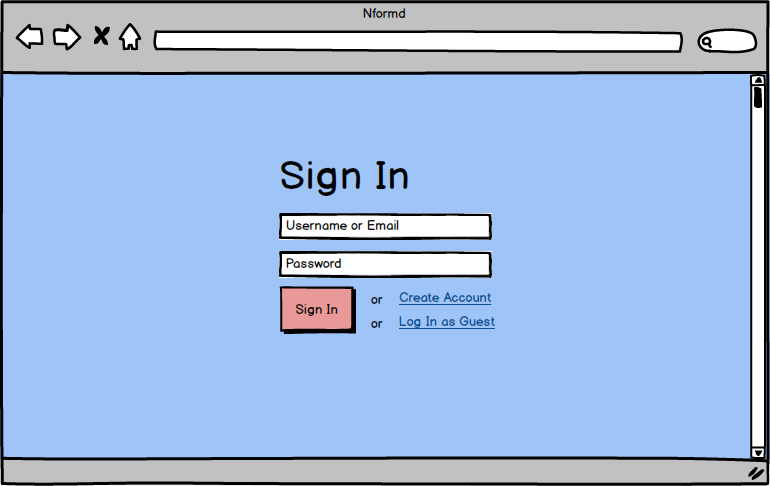 Nformd
Sign In
Username or Email
Password
Sign In
or
Create Account
or
Log In as Guest